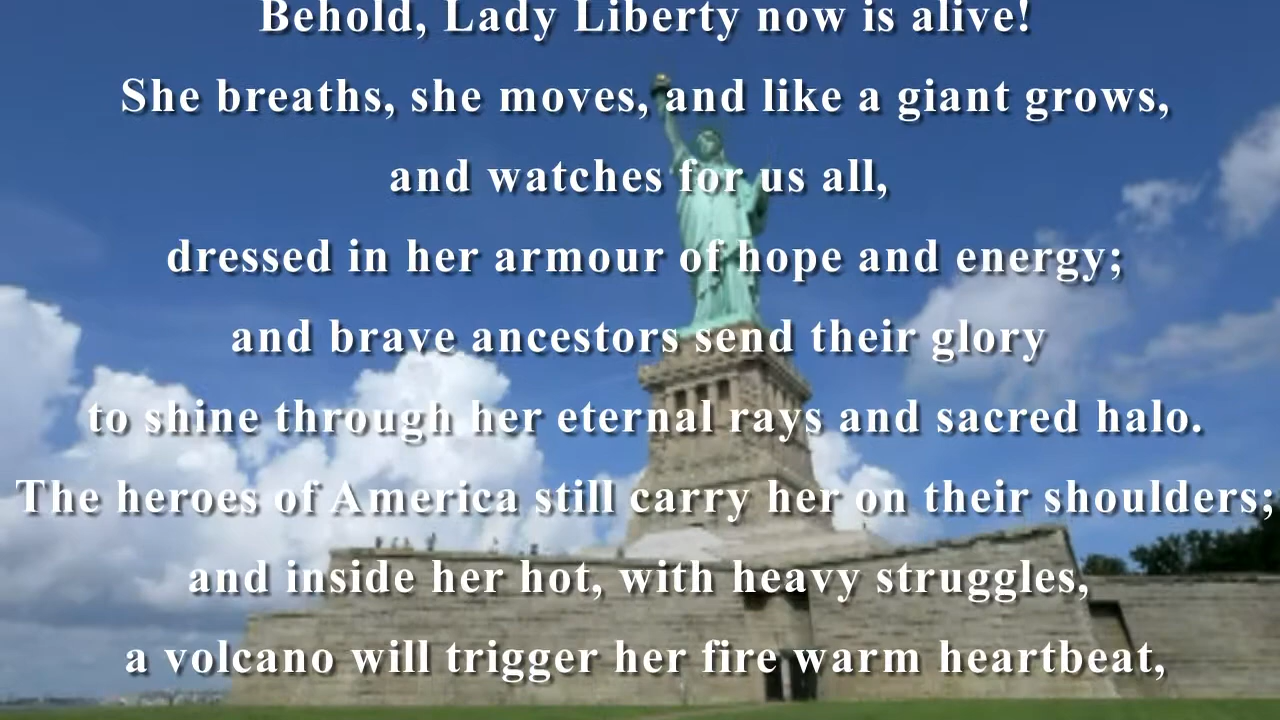 Behold, Lady Liberty now is alive!
She breaths, she moves, and like a giant grows,
and watches for us all,
dressed in her armour of hope and energy;
and brave ancestors send their glory
to shine through her eternal rays and sacred halo.
The heroes of America still carry her on their shoulders;
and inside her hot, with heavy struggles,
a volcano will trigger her fire warm heartbeat,